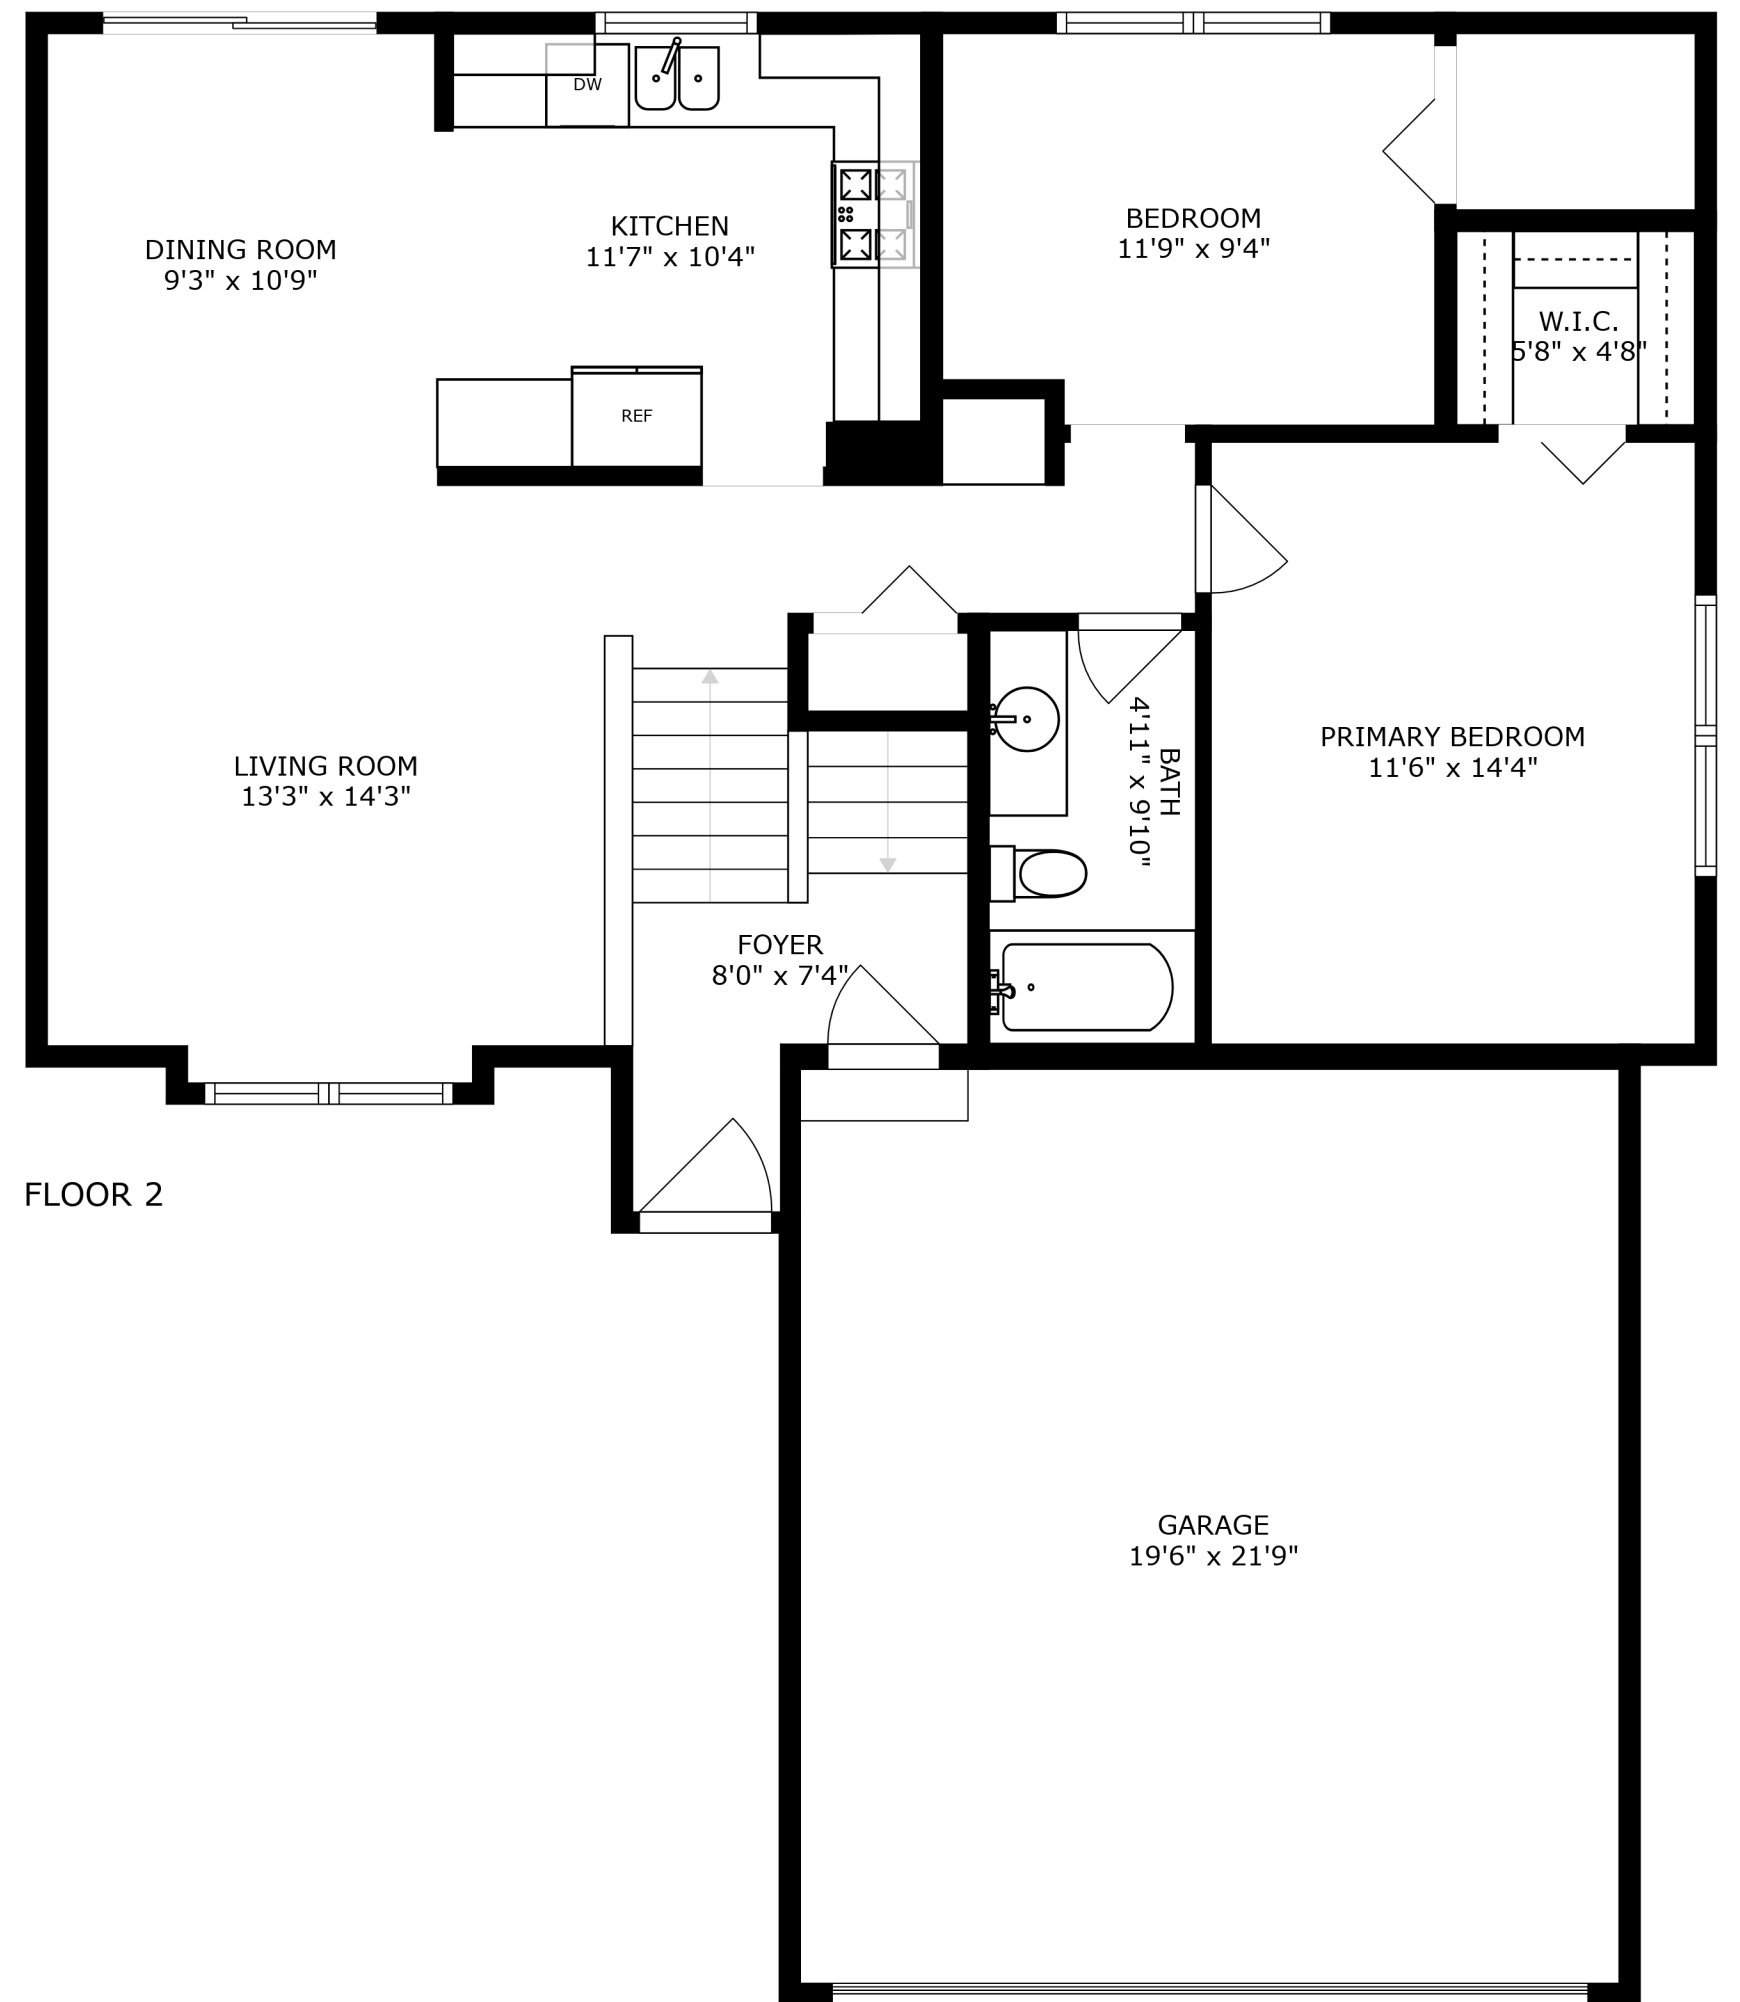 DW
BEDROOM
11'9" x 9'4"
KITCHEN
11'7" x 10'4"
DINING ROOM
9'3" x 10'9"
W.I.C.
5'8" x 4'8"
REF
PRIMARY BEDROOM
11'6" x 14'4"
LIVING ROOM
13'3" x 14'3"
BATH
4'11" x 9'10"
FOYER
8'0" x 7'4"
FLOOR 2
GARAGE
19'6" x 21'9"